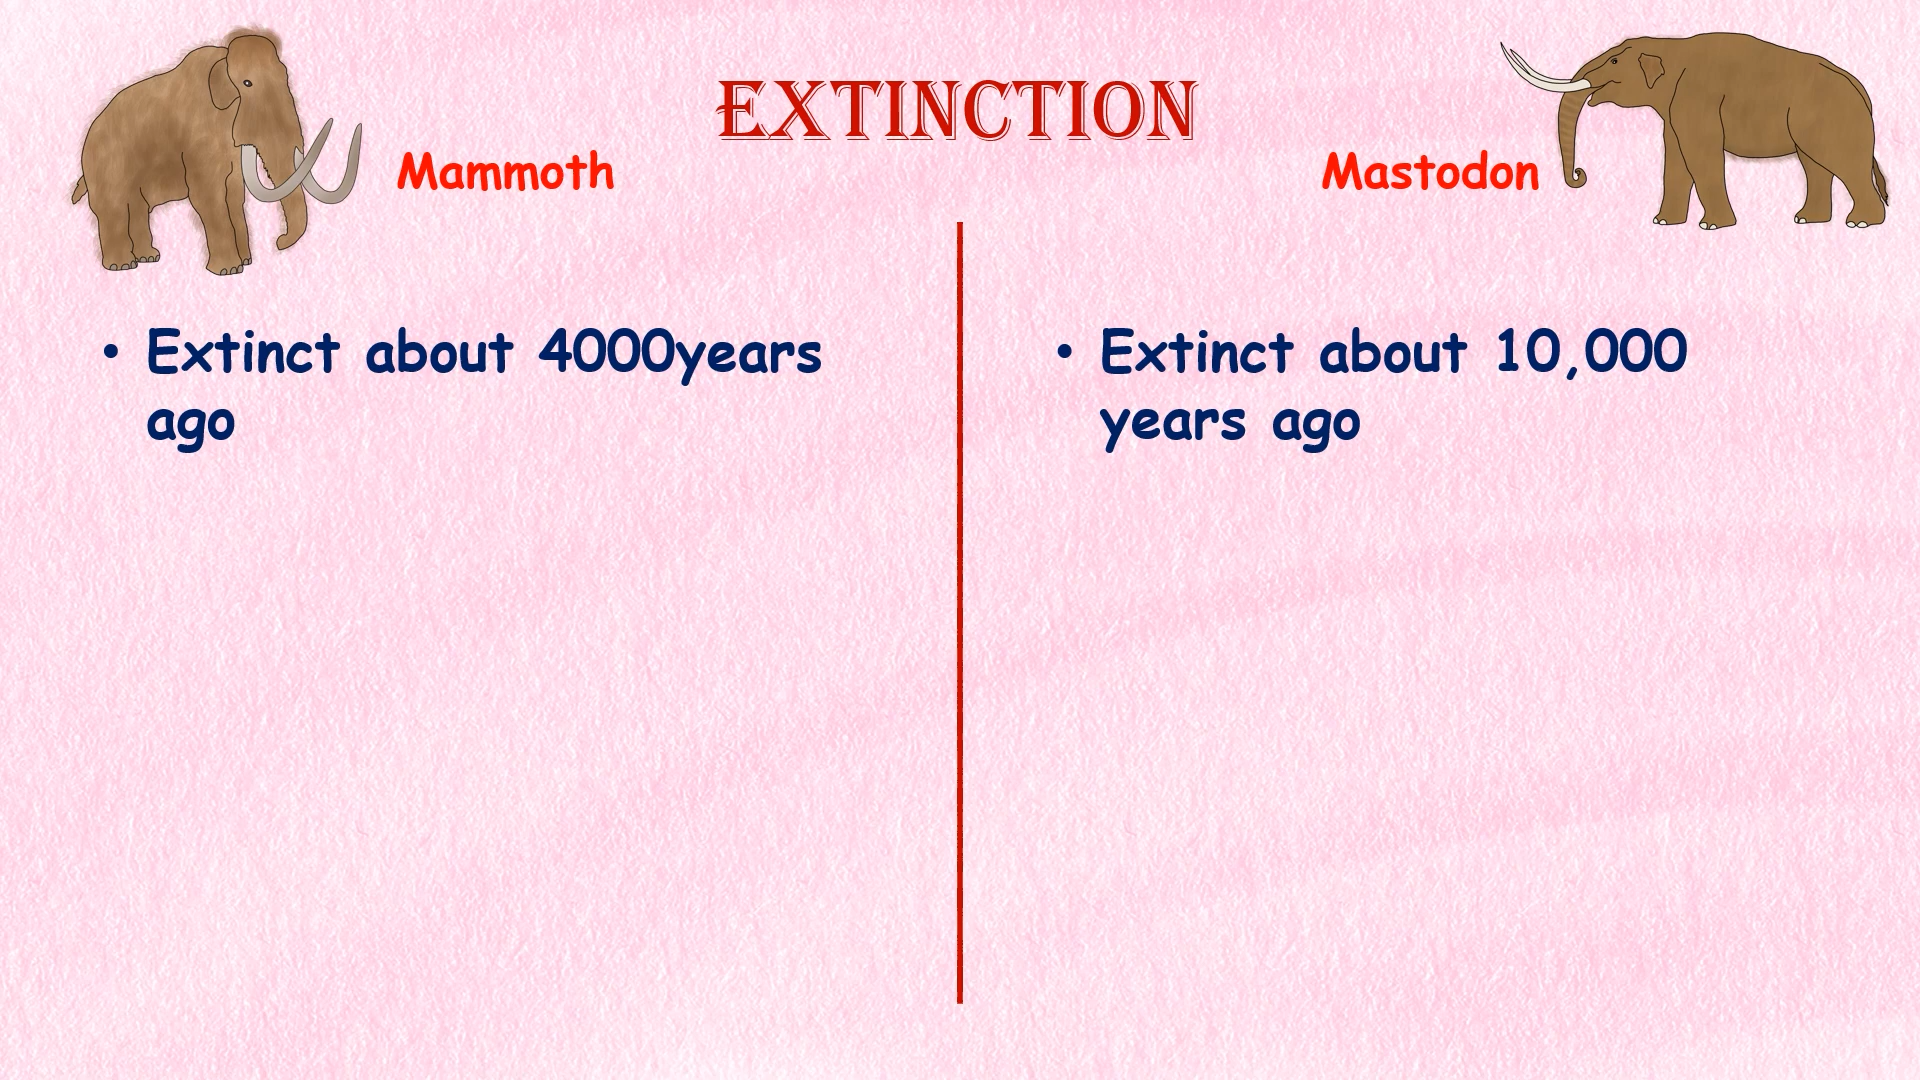 EXTINCTION
Mammoth
Mastodon
• Extinct about 4000years
ago
• Extinct about 10,000
years ago